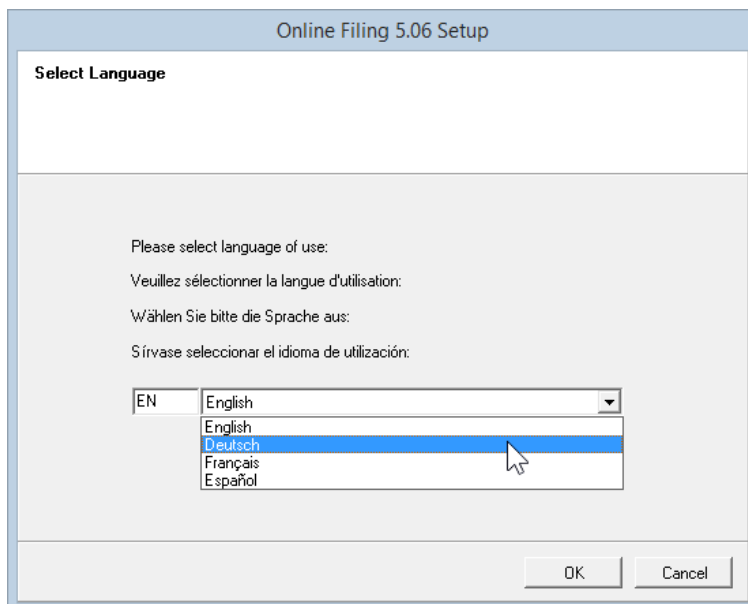 Online Filing 5.06 Setup
Select Language
Please select language of use:
Veuillez sélectionner la langue d'utilisation:
Wählen Sie bitte die Sprache aus:
Sírvase seleccionar el idioma de utilización:
EN English
English
Deutsch
Français
Español
OK Cancel